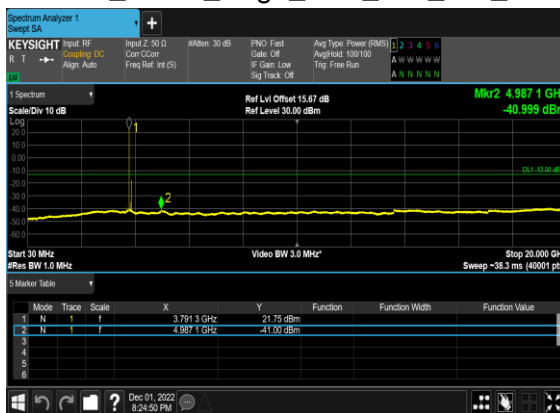 Spectrum Analyzer 1
Swept SA
KEYSIGHT
R T
Input: RF
Coupling: DC
Align: Auto
Input Z: 50 Ω
Corr CCorr
Freq Ref: Int (S)
#Atten: 30 dB
PNO: Fast
Gate: Off
IF Gain: Low
Sig Track: Off
Avg Type: Power (RMS)
Avg|Hold: 100/100
Trig: Free Run
1 2 3 4 5 6
A W W W W W
A N N N N N
LU
1 Spectrum
Scale/Div 10 dB
Ref Lvl Offset 15.67 dB
Ref Level 30.00 dBm
Mkr2 4.987 1 GH
-40.999 dBr
Log
20.0
10.0
0.00
-10.0
-20.0
-30.0
-40.0
-50.0
-60.0
1
2
DL1 -13.00 dB
Start 30 MHz
#Res BW 1.0 MHz
Video BW 3.0 MHz*
Stop 20.000 GH
Sweep ~38.3 ms (40001 pt
5 Marker Table
Mode Trace Scale X Y Function Function Width Function Value
1 N 1 f 3.791 3 GHz 21.75 dBm
2 N 1 f 4.987 1 GHz -41.00 dBm
3
4
5
6
?
Dec 01, 2022
8:24:50 PM